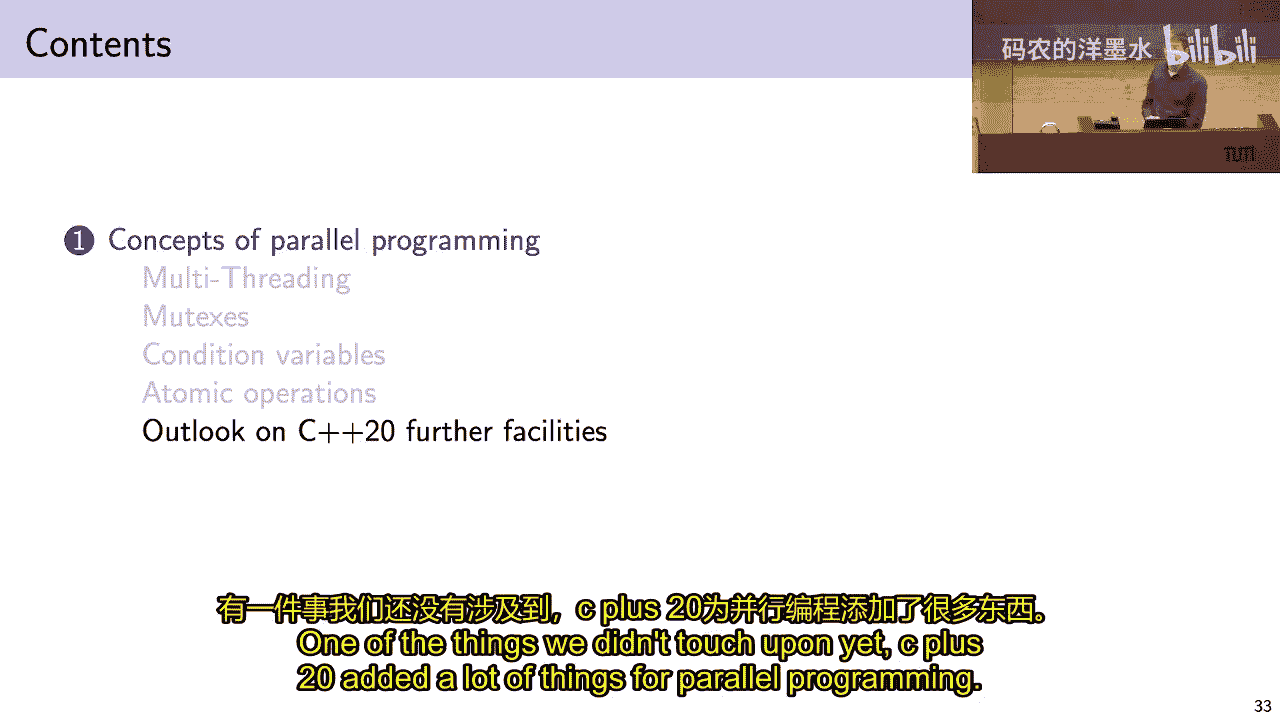 Contents
码农的洋墨水 bilibili
TUM
1 Concepts of parallel programming
Multi-Threading
Mutexes
Condition variables
Atomic operations
Outlook on C++20 further facilities
有一件事我们还没有涉及到，c plus 20为并行编程添加了很多东西。
One of the things we didn't touch upon yet, c plus
20 added a lot of things for parallel programming.
33